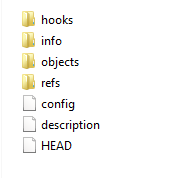 hooks
info
objects
refs
config
description
HEAD